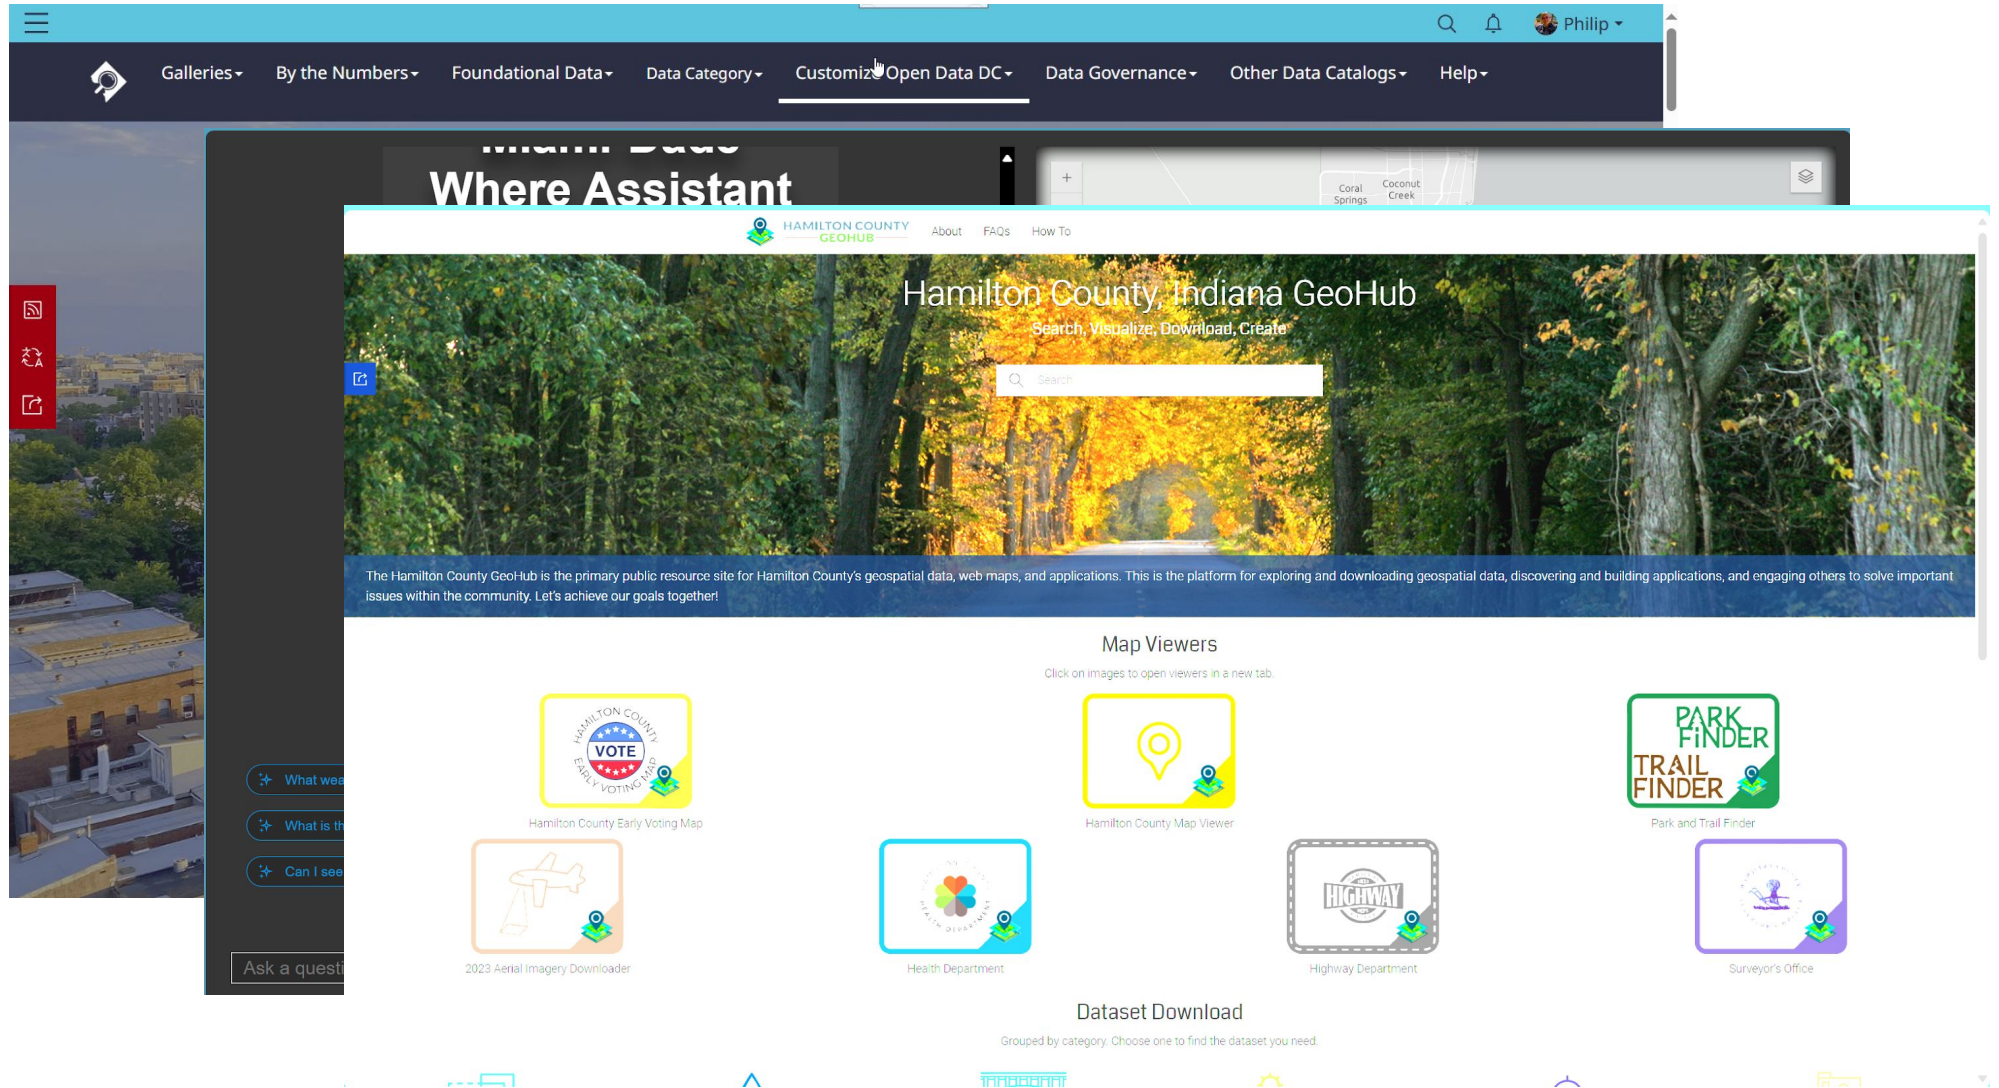 Philip
Galleries
By the Numbers
Foundational Data
Data Category
Customize Open Data DC
Data Governance
Other Data Catalogs
Help
Miami Dade
Where Assistant
+
Coral
Springs
Coconut
Creek
HAMILTON COUNTY
GEOHUB
About
FAQs
How To
Hamilton County, Indiana GeoHub
Search, Visualize, Download, Create
Search
The Hamilton County GeoHub is the primary public resource site for Hamilton County's geospatial data, web maps, and applications. This is the platform for exploring and downloading geospatial data, discovering and building applications, and engaging others to solve important
issues within the community. Let's achieve our goals together!
Map Viewers
Click on images to open viewers in a new tab.
HAMILTON COUNTY
VOTE
EARLY VOTING MAP
PARK
FINDER
TRAIL
FINDER
Hamilton County Early Voting Map
Hamilton County Map Viewer
Park and Trail Finder
HEALTH DEPARTMENT
HIGHWAY
2023 Aerial Imagery Downloader
Health Department
Highway Department
Surveyor's Office
What wea
What is th
Can I see
Ask a questi
Dataset Download
Grouped by category. Choose one to find the dataset you need.